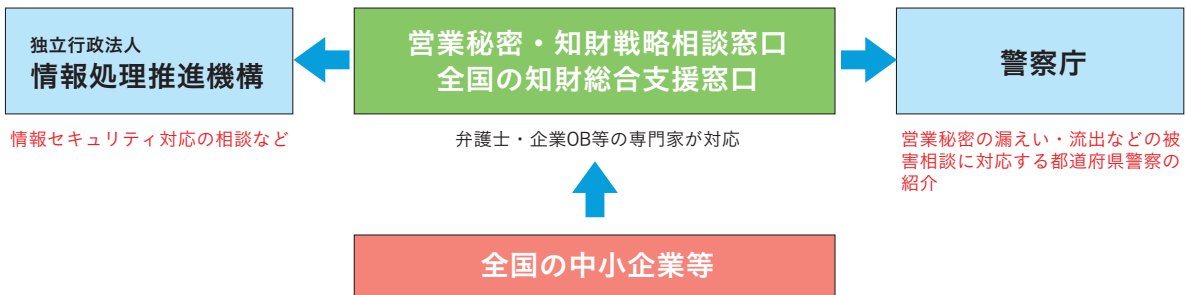 独立行政法人
情報処理推進機構
情報セキュリティ対応の相談など
営業秘密・知財戦略相談窓口
全国の知財総合支援窓口
弁護士・企業OB等の専門家が対応
警察庁
営業秘密の漏えい・流出などの被
害相談に対応する都道府県警察の
紹介
全国の中小企業等